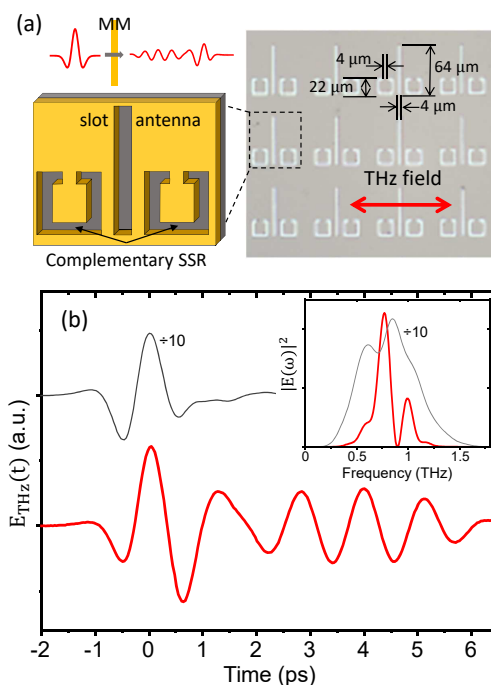 (a)
MM
slot antenna
Complementary SSR
4 μm
64 μm
22 μm
4 μm
THz field
(b)
÷10
E_THz(t) (a.u.)
-2 -1 0 1 2 3 4 5 6
Time (ps)
÷10
|E(ω)|²
0 0.5 1.0 1.5
Frequency (THz)